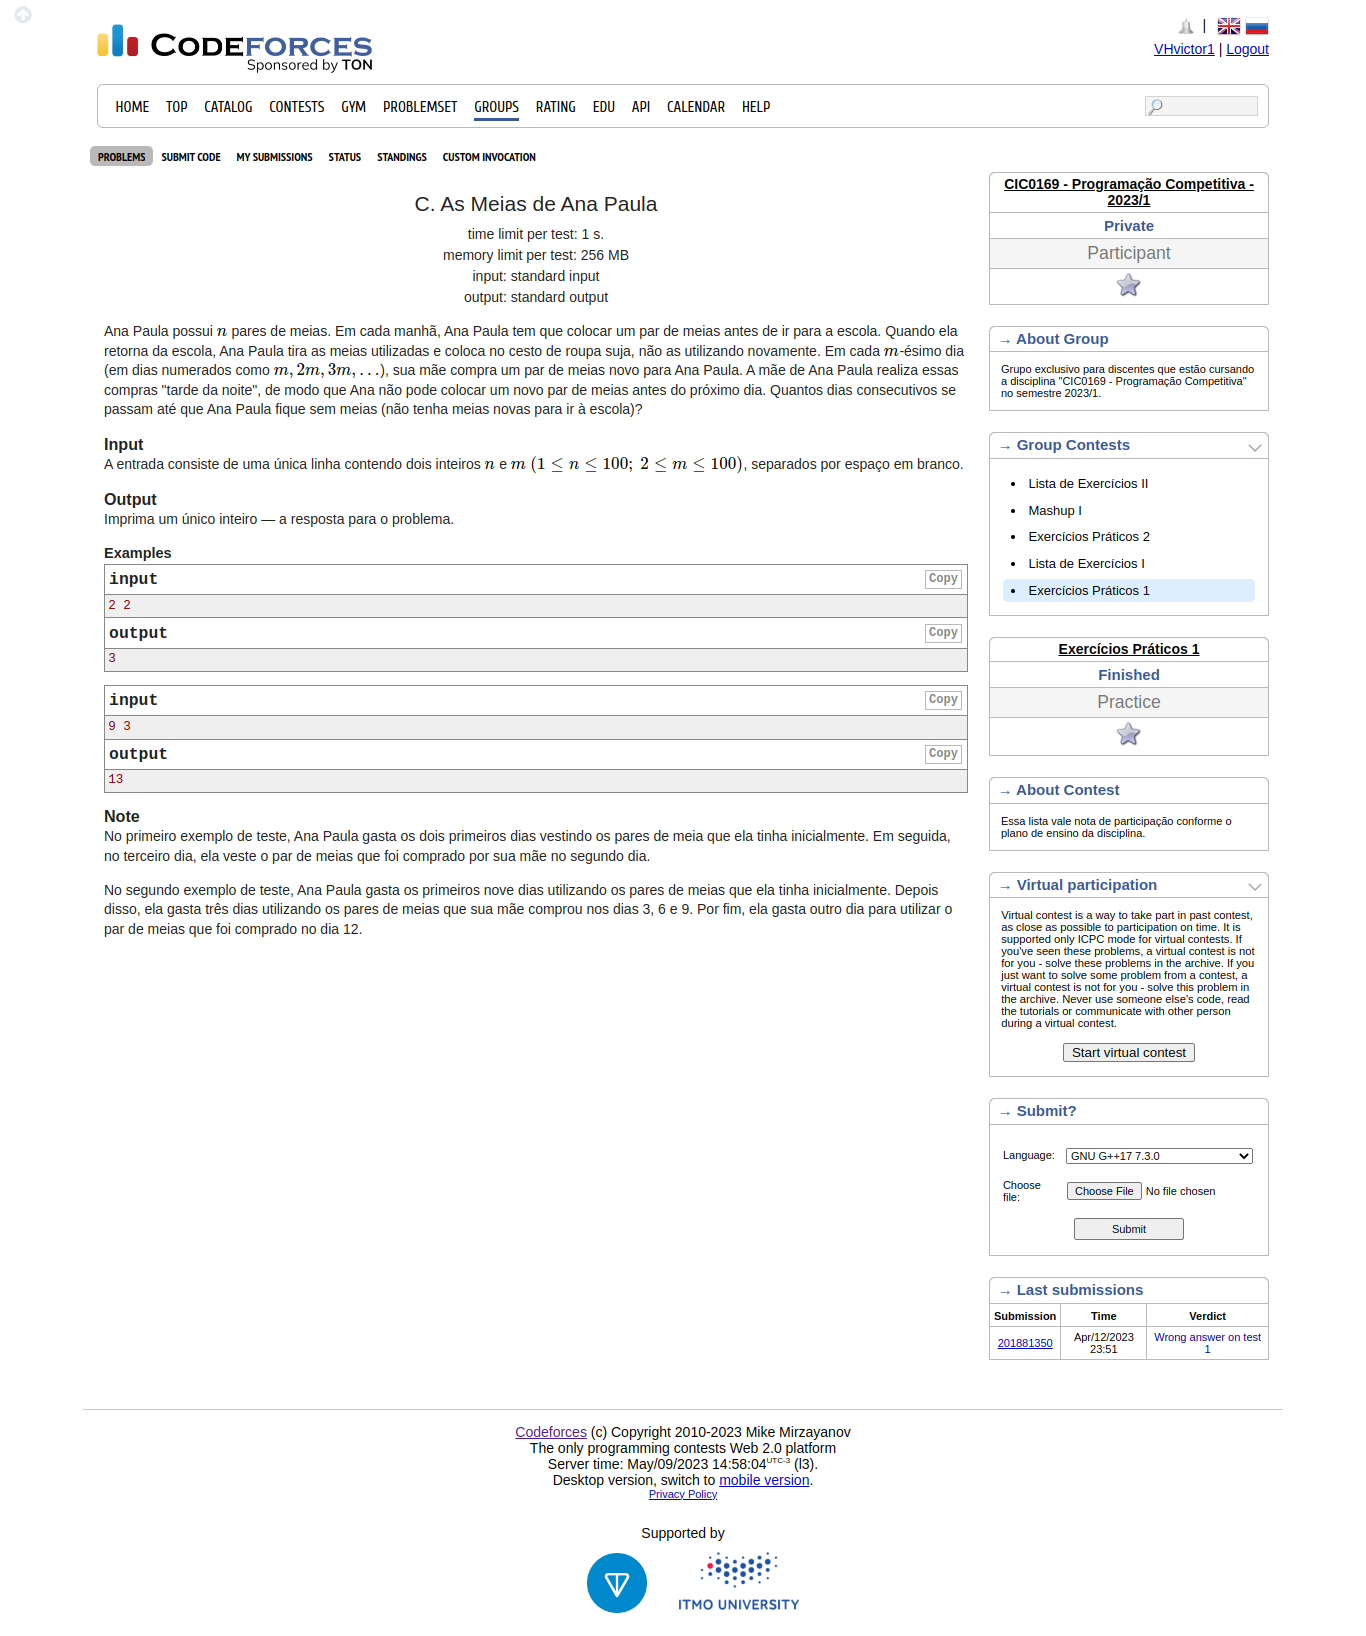 CODEFORCES
Sponsored by TON
|
VHvictor1 | Logout
HOME TOP CATALOG CONTESTS GYM PROBLEMSET GROUPS RATING EDU API CALENDAR HELP
PROBLEMS SUBMIT CODE MY SUBMISSIONS STATUS STANDINGS CUSTOM INVOCATION
C. As Meias de Ana Paula
time limit per test: 1 s.
memory limit per test: 256 MB
input: standard input
output: standard output
Ana Paula possui n pares de meias. Em cada manhã, Ana Paula tem que colocar um par de meias antes de ir para a escola. Quando ela
retorna da escola, Ana Paula tira as meias utilizadas e coloca no cesto de roupa suja, não as utilizando novamente. Em cada m-ésimo dia
(em dias numerados como m, 2m, 3m, . . .), sua mãe compra um par de meias novo para Ana Paula. A mãe de Ana Paula realiza essas
compras "tarde da noite", de modo que Ana não pode colocar um novo par de meias antes do próximo dia. Quantos dias consecutivos se
passam até que Ana Paula fique sem meias (não tenha meias novas para ir à escola)?
Input
A entrada consiste de uma única linha contendo dois inteiros n e m (1 ≤ n ≤ 100; 2 ≤ m ≤ 100), separados por espaço em branco.
Output
Imprima um único inteiro — a resposta para o problema.
Examples
input Copy
2 2
output Copy
3
input Copy
9 3
output Copy
13
Note
No primeiro exemplo de teste, Ana Paula gasta os dois primeiros dias vestindo os pares de meia que ela tinha inicialmente. Em seguida,
no terceiro dia, ela veste o par de meias que foi comprado por sua mãe no segundo dia.
No segundo exemplo de teste, Ana Paula gasta os primeiros nove dias utilizando os pares de meias que ela tinha inicialmente. Depois
disso, ela gasta três dias utilizando os pares de meias que sua mãe comprou nos dias 3, 6 e 9. Por fim, ela gasta outro dia para utilizar o
par de meias que foi comprado no dia 12.
CIC0169 - Programação Competitiva -
2023/1
Private
Participant
→ About Group
Grupo exclusivo para discentes que estão cursando
a disciplina "CIC0169 - Programação Competitiva"
no semestre 2023/1.
→ Group Contests
• Lista de Exercícios II
• Mashup I
• Exercícios Práticos 2
• Lista de Exercícios I
• Exercícios Práticos 1
Exercícios Práticos 1
Finished
Practice
→ About Contest
Essa lista vale nota de participação conforme o
plano de ensino da disciplina.
→ Virtual participation
Virtual contest is a way to take part in past contest,
as close as possible to participation on time. It is
supported only ICPC mode for virtual contests. If
you've seen these problems, a virtual contest is not
for you - solve these problems in the archive. If you
just want to solve some problem from a contest, a
virtual contest is not for you - solve this problem in
the archive. Never use someone else's code, read
the tutorials or communicate with other person
during a virtual contest.
Start virtual contest
→ Submit?
Language: GNU G++17 7.3.0
Choose
file: Choose File No file chosen
Submit
→ Last submissions
Submission Time Verdict
201881350 Apr/12/2023 Wrong answer on test
23:51 1
Codeforces (c) Copyright 2010-2023 Mike Mirzayanov
The only programming contests Web 2.0 platform
Server time: May/09/2023 14:58:04UTC-3 (l3).
Desktop version, switch to mobile version.
Privacy Policy
Supported by
ITMO UNIVERSITY